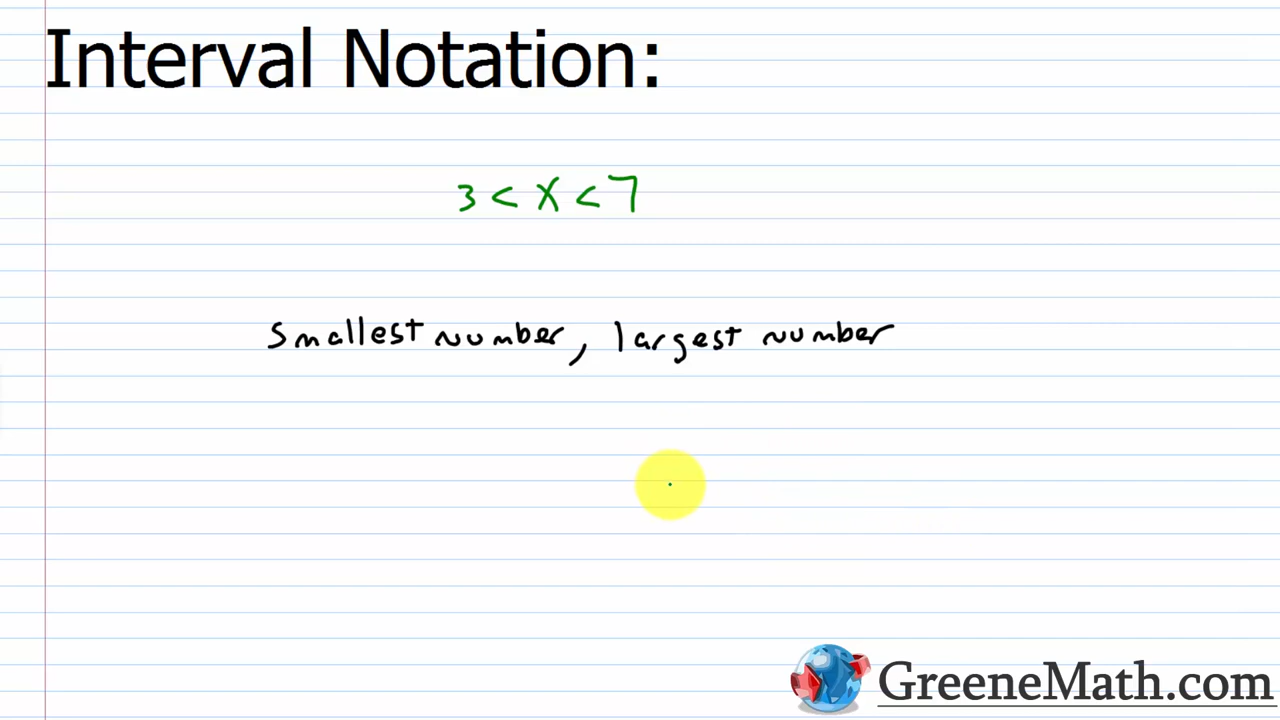 Interval Notation:
3 < x < 7
smallest number, largest number
GreeneMath.com